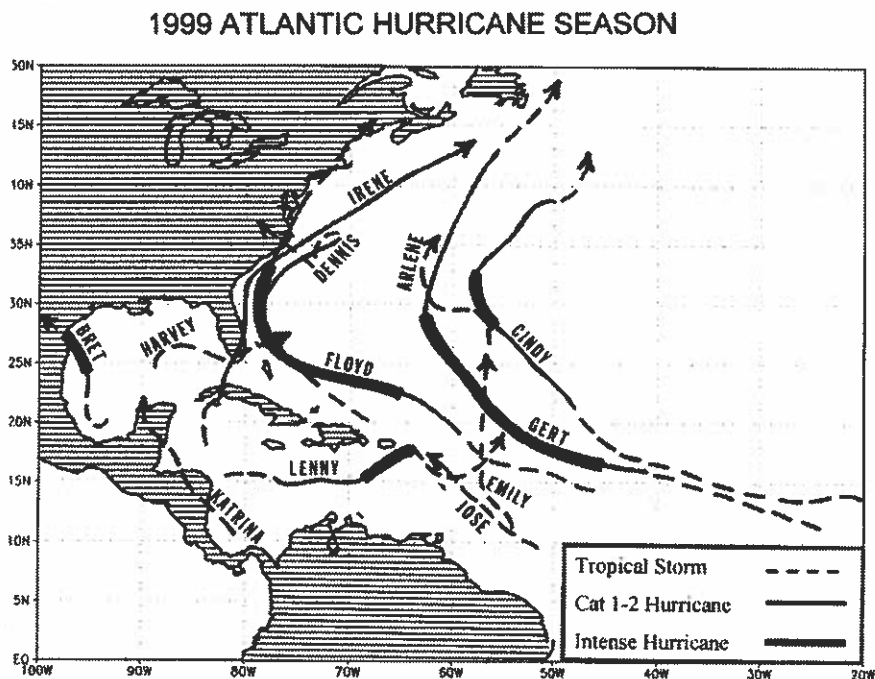 1999 ATLANTIC HURRICANE SEASON
50N
45N
10N
35N
30N
25N
20N
15N
10N
5N
EQ
100W
90W
80W
70W
60W
50W
40W
30W
20W
IRENE
DENNIS
ARLENE
BRET
HARVEY
FLOYD
CINDY
GERT
LENNY
EMILY
JOSE
KATRINA
Tropical Storm
Cat 1-2 Hurricane
Intense Hurricane